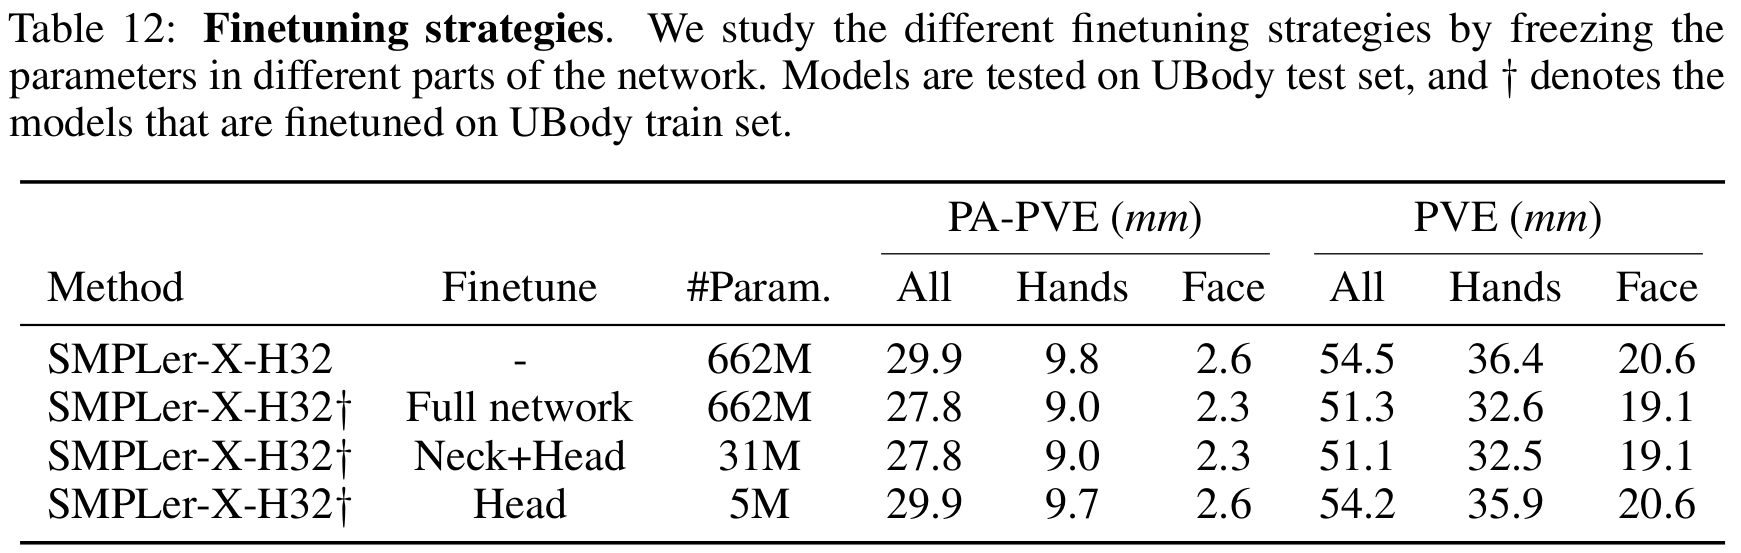 Table 12: Finetuning strategies. We study the different finetuning strategies by freezing the
parameters in different parts of the network. Models are tested on UBody test set, and † denotes the
models that are finetuned on UBody train set.
PA-PVE (mm) PVE (mm)
Method Finetune #Param. All Hands Face All Hands Face
SMPLer-X-H32 - 662M 29.9 9.8 2.6 54.5 36.4 20.6
SMPLer-X-H32† Full network 662M 27.8 9.0 2.3 51.3 32.6 19.1
SMPLer-X-H32† Neck+Head 31M 27.8 9.0 2.3 51.1 32.5 19.1
SMPLer-X-H32† Head 5M 29.9 9.7 2.6 54.2 35.9 20.6